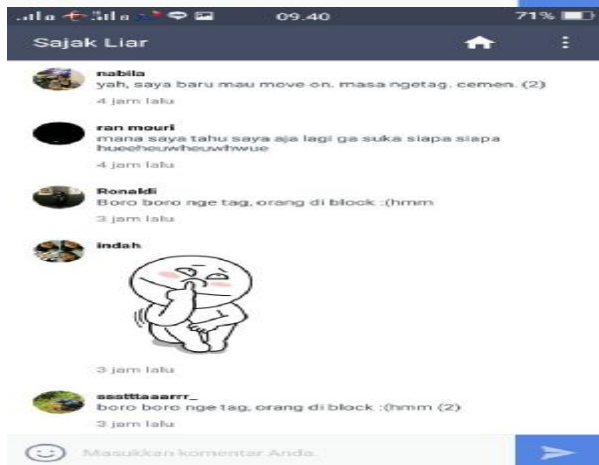 09.40
71%
Sajak Liar
nabila
yah, saya baru mau move on. masa ngetag. cemen. (2)
4 jam lalu
ran mouri
mana saya tahu saya aja lagi ga suka siapa siapa
hueeheuwheuwhwue
4 jam lalu
Ronaldi
Boro boro nge tag, orang di block :(hmm
3 jam lalu
indah
3 jam lalu
sastttaaarrr_
boro boro nge tag, orang di block :(hmm (2)
3 jam lalu
Masukkan komentar Anda.